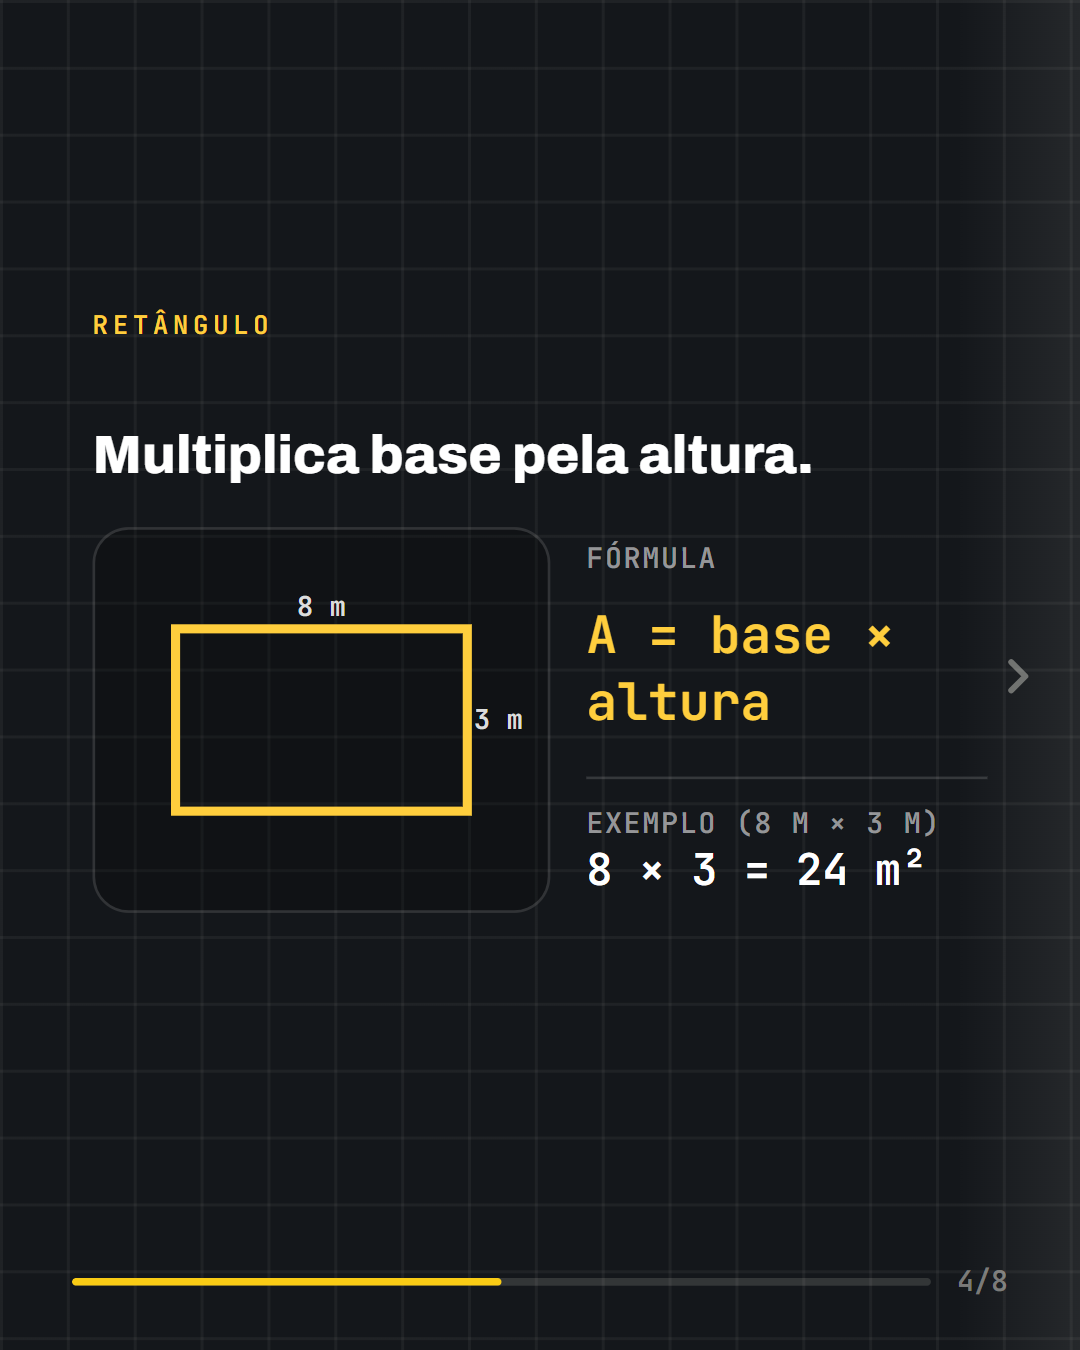 RETÂNGULO
Multiplica base pela altura.
8 m
3 m
FÓRMULA
A = base ×
altura
EXEMPLO (8 M × 3 M)
8 × 3 = 24 m²
4/8